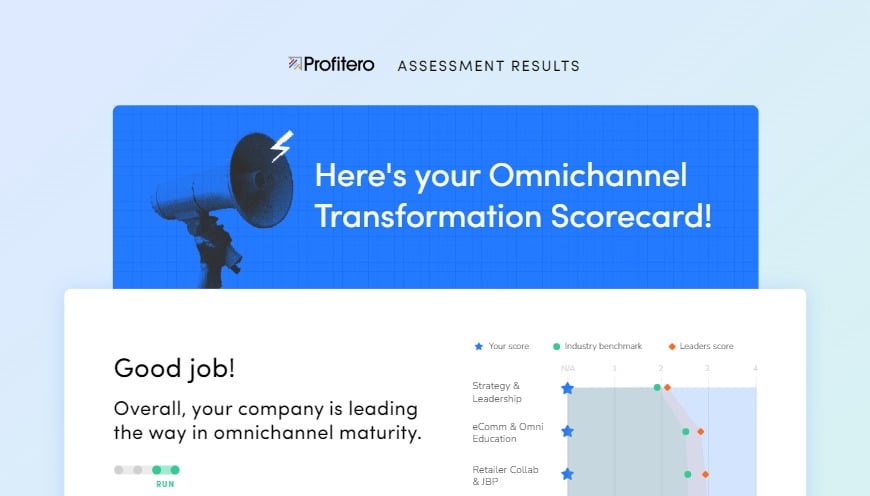 Profitero ASSESSMENT RESULTS
Here's your Omnichannel
Transformation Scorecard!
Good job!
Overall, your company is leading
the way in omnichannel maturity.
RUN
Your score Industry benchmark Leaders score
N/A 1 2 3 4
Strategy &
Leadership
eComm & Omni
Education
Retailer Collab
& JBP